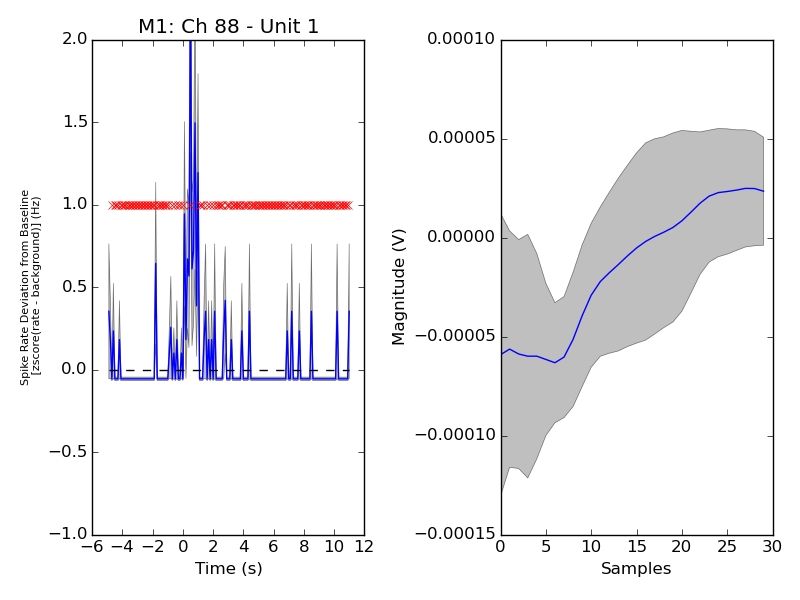 M1: Ch 88 - Unit 1
2.0
1.5
1.0
0.5
0.0
−0.5
−1.0
Spike Rate Deviation from Baseline
[zscore(rate - background)] (Hz)
−6 −4 −2 0 2 4 6 8 10 12
Time (s)
0.00010
0.00005
0.00000
−0.00005
−0.00010
−0.00015
Magnitude (V)
0 5 10 15 20 25 30
Samples